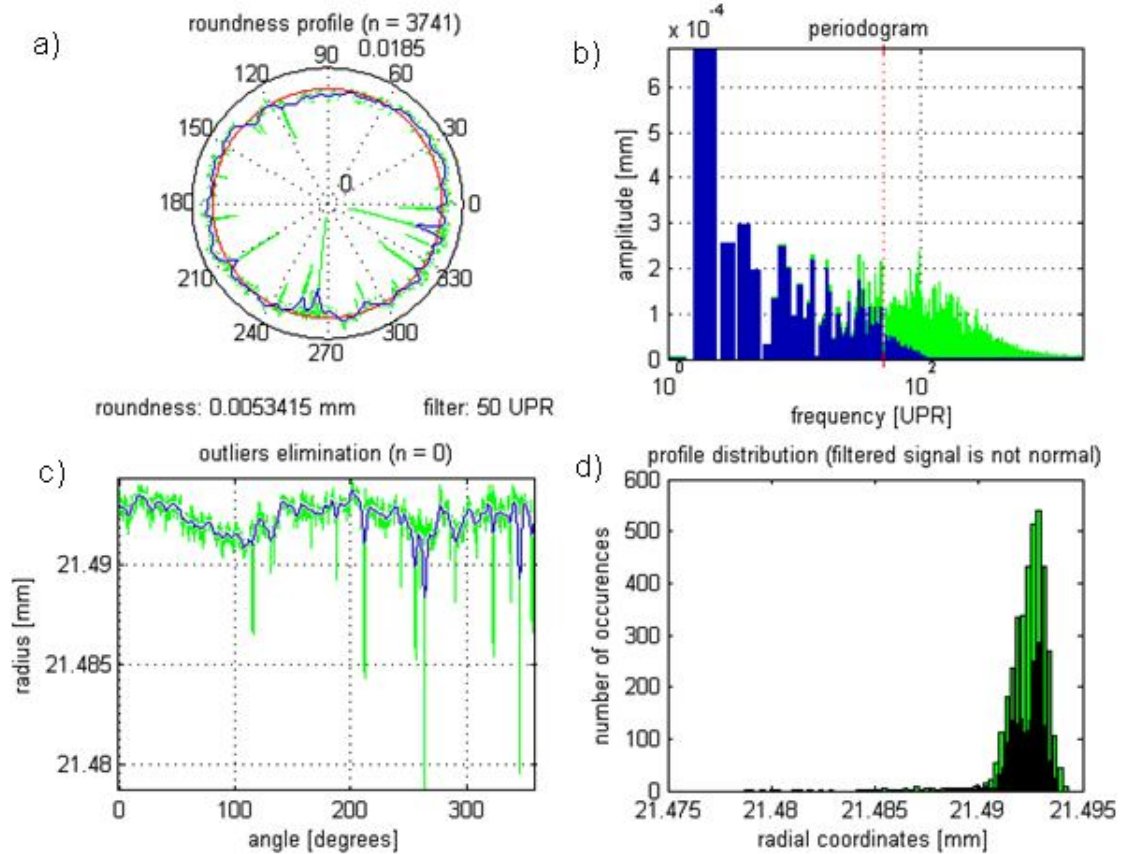 a)
roundness profile (n = 3741)
0.0185
90
120
60
150
30
180
0
0.
210
330
240
300
270
roundness: 0.0053415 mm
filter: 50 UPR
b)
x 10
-4
periodogram
6
5
4
3
2
1
0
amplitude [mm]
10
0
10
2
frequency [UPR]
c)
outliers elimination (n = 0)
21.49
21.485
21.48
radius [mm]
0 100 200 300
angle [degrees]
d)
profile distribution (filtered signal is not normal)
600
500
400
300
200
100
0
number of occurences
21.475 21.48 21.485 21.49 21.495
radial coordinates [mm]